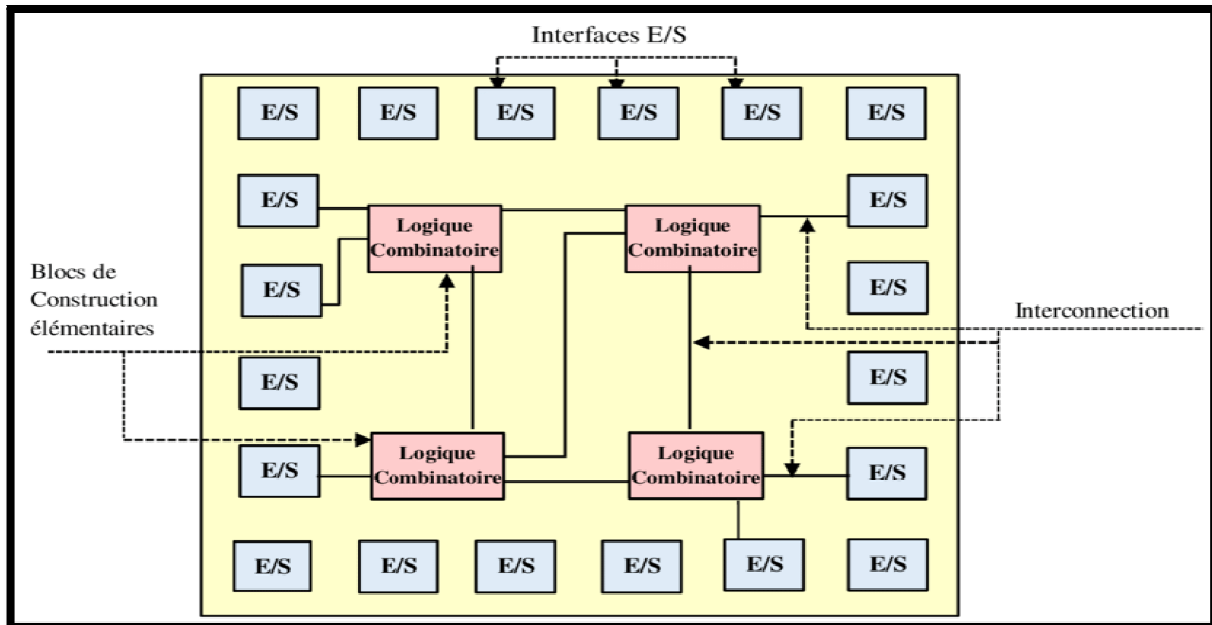 Interfaces E/S
E/S E/S E/S E/S E/S E/S
E/S E/S
Logique
Combinatoire
Logique
Combinatoire
E/S E/S
Blocs de
Construction
élémentaires
Interconnection
E/S E/S
Logique
Combinatoire
Logique
Combinatoire
E/S E/S
E/S E/S E/S E/S E/S E/S